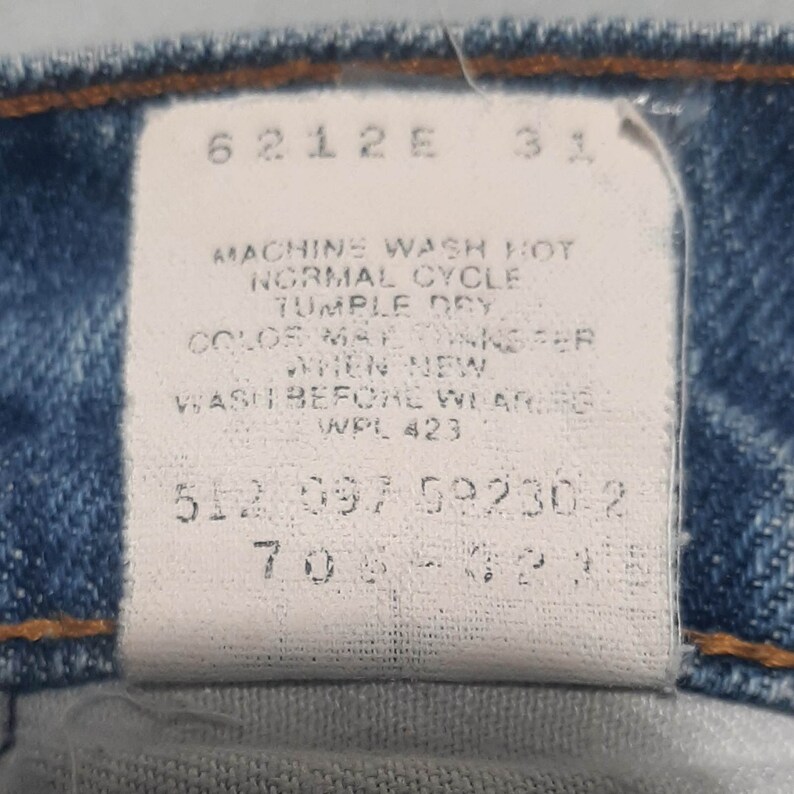 6212E 31
MACHINE WASH HOT
NORMAL CYCLE
TUMBLE DRY
COLOR MAY TRANSFER
WHEN NEW
WASH BEFORE WEARING
WPL 423
512 097 59230 2